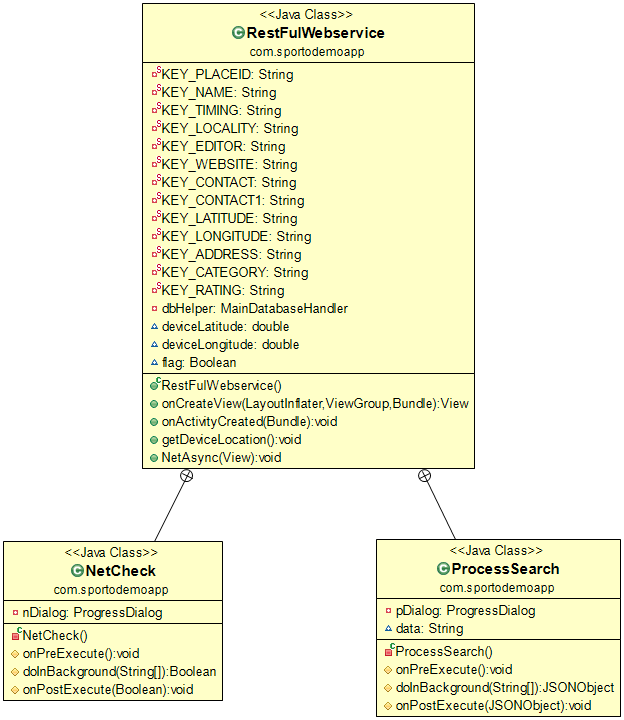 <<Java Class>>
RestFulWebservice
com.sportodemoapp
KEY_PLACEID: String
KEY_NAME: String
KEY_TIMING: String
KEY_LOCALITY: String
KEY_EDITOR: String
KEY_WEBSITE: String
KEY_CONTACT: String
KEY_CONTACT1: String
KEY_LATITUDE: String
KEY_LONGITUDE: String
KEY_ADDRESS: String
KEY_CATEGORY: String
KEY_RATING: String
dbHelper: MainDatabaseHandler
deviceLatitude: double
deviceLongitude: double
flag: Boolean
RestFulWebservice()
onCreateView(LayoutInflater,ViewGroup,Bundle):View
onActivityCreated(Bundle):void
getDeviceLocation():void
NetAsync(View):void
<<Java Class>>
NetCheck
com.sportodemoapp
nDialog: ProgressDialog
NetCheck()
onPreExecute():void
doInBackground(String[]):Boolean
onPostExecute(Boolean):void
<<Java Class>>
ProcessSearch
com.sportodemoapp
pDialog: ProgressDialog
data: String
ProcessSearch()
onPreExecute():void
doInBackground(String[]):JSONObject
onPostExecute(JSONObject):void